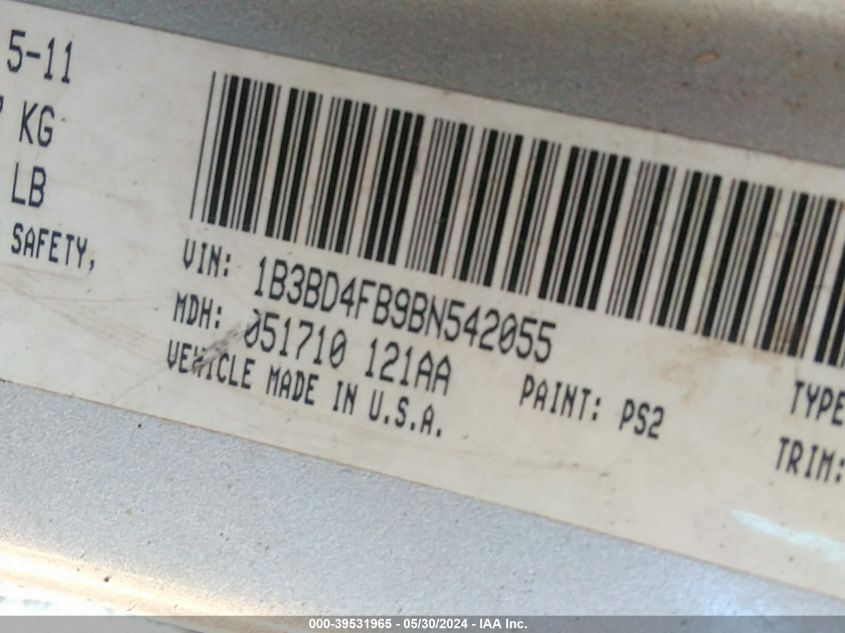 5-11
KG
LB
SAFETY,
VIN: 1B3BD4FB9BN542055
MDH: 051710 121AA
VEHICLE MADE IN U.S.A.
PAINT: PS2
TYPE
TRIM:
000-39531965 - 05/30/2024 - IAA Inc.